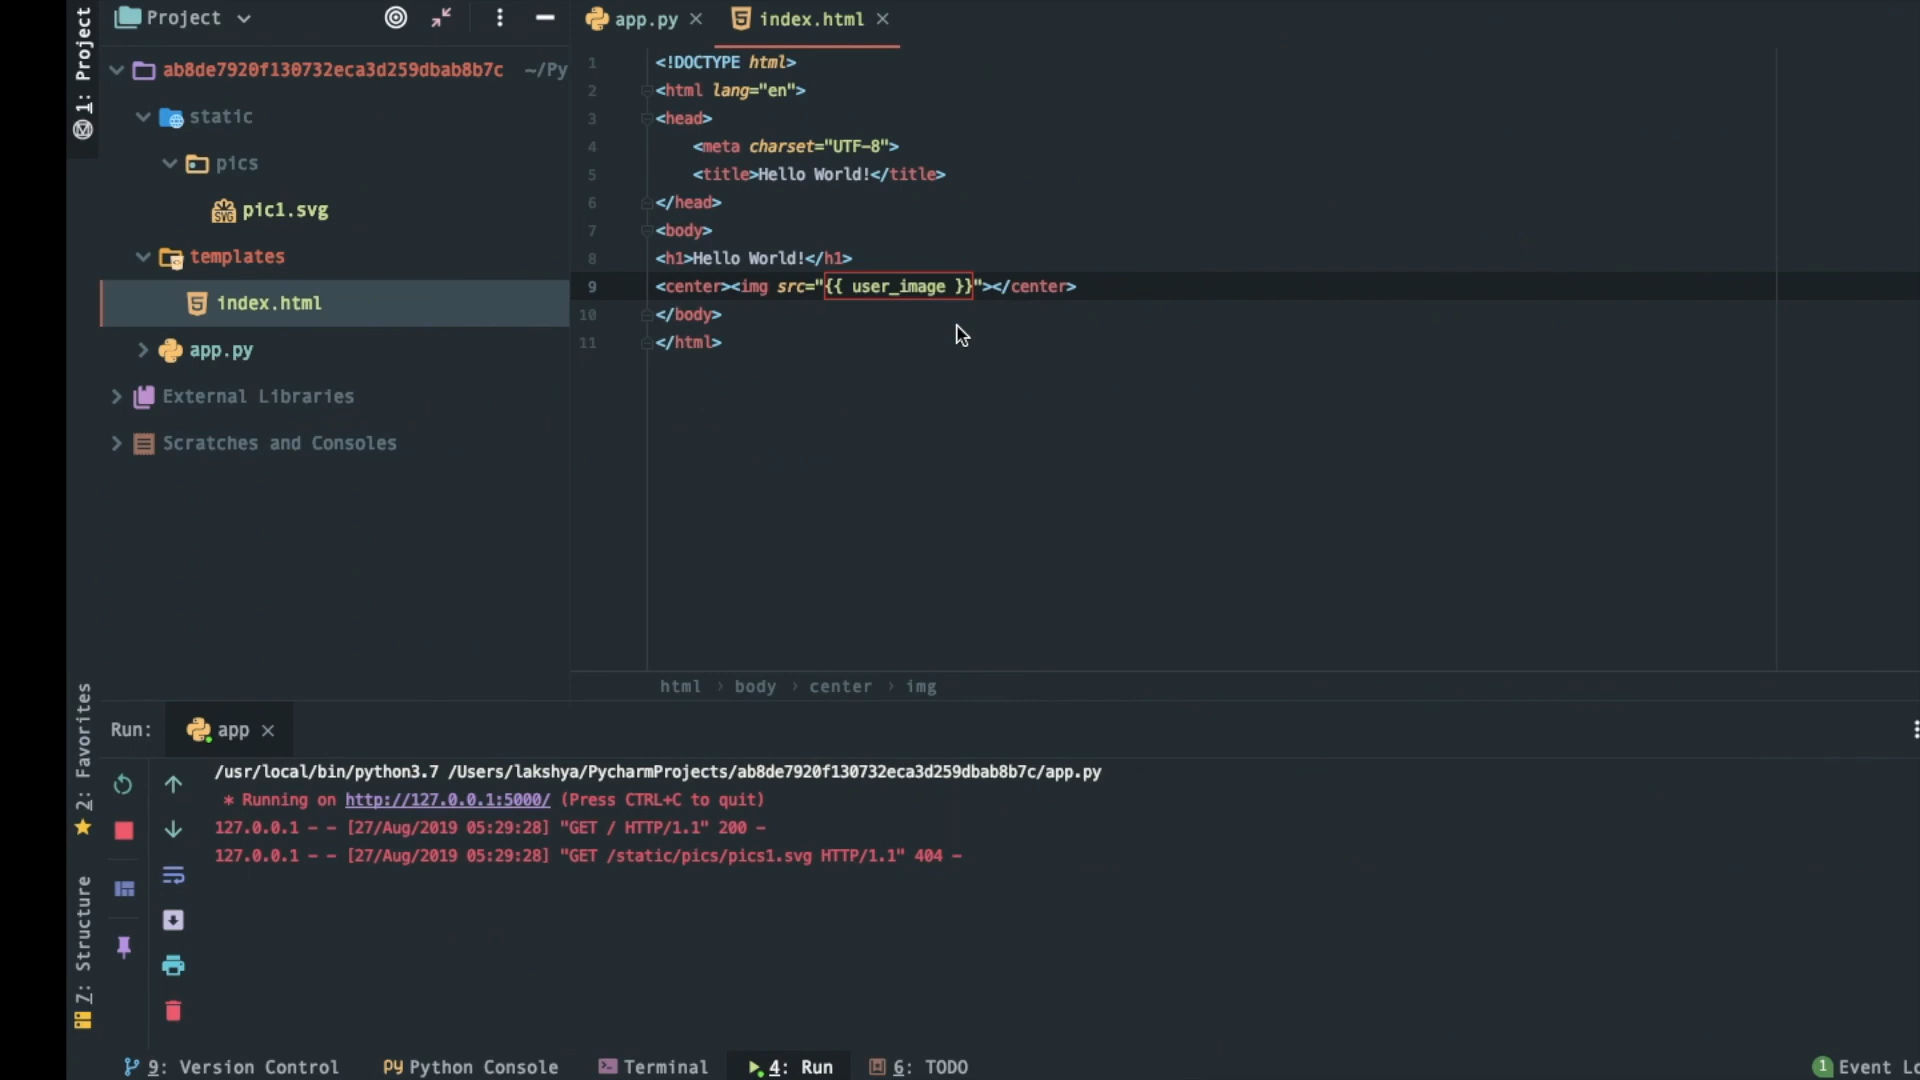 1: Project
Project
ab8de7920f130732eca3d259dbab8b7c ~/Py
static
pics
SVG
pic1.svg
templates
index.html
app.py
External Libraries
Scratches and Consoles
app.py
index.html
1 <!DOCTYPE html>
2 <html lang="en">
3 <head>
4 <meta charset="UTF-8">
5 <title>Hello World!</title>
6 </head>
7 <body>
8 <h1>Hello World!</h1>
9 <center><img src="{{ user_image }}"></center>
10 </body>
11 </html>
html › body › center › img
2: Favorites
7: Structure
Run: app
/usr/local/bin/python3.7 /Users/lakshya/PycharmProjects/ab8de7920f130732eca3d259dbab8b7c/app.py
* Running on http://127.0.0.1:5000/ (Press CTRL+C to quit)
127.0.0.1 - - [27/Aug/2019 05:29:28] "GET / HTTP/1.1" 200 -
127.0.0.1 - - [27/Aug/2019 05:29:28] "GET /static/pics/pics1.svg HTTP/1.1" 404 -
9: Version Control
Python Console
Terminal
4: Run
6: TODO
1 Event Lo